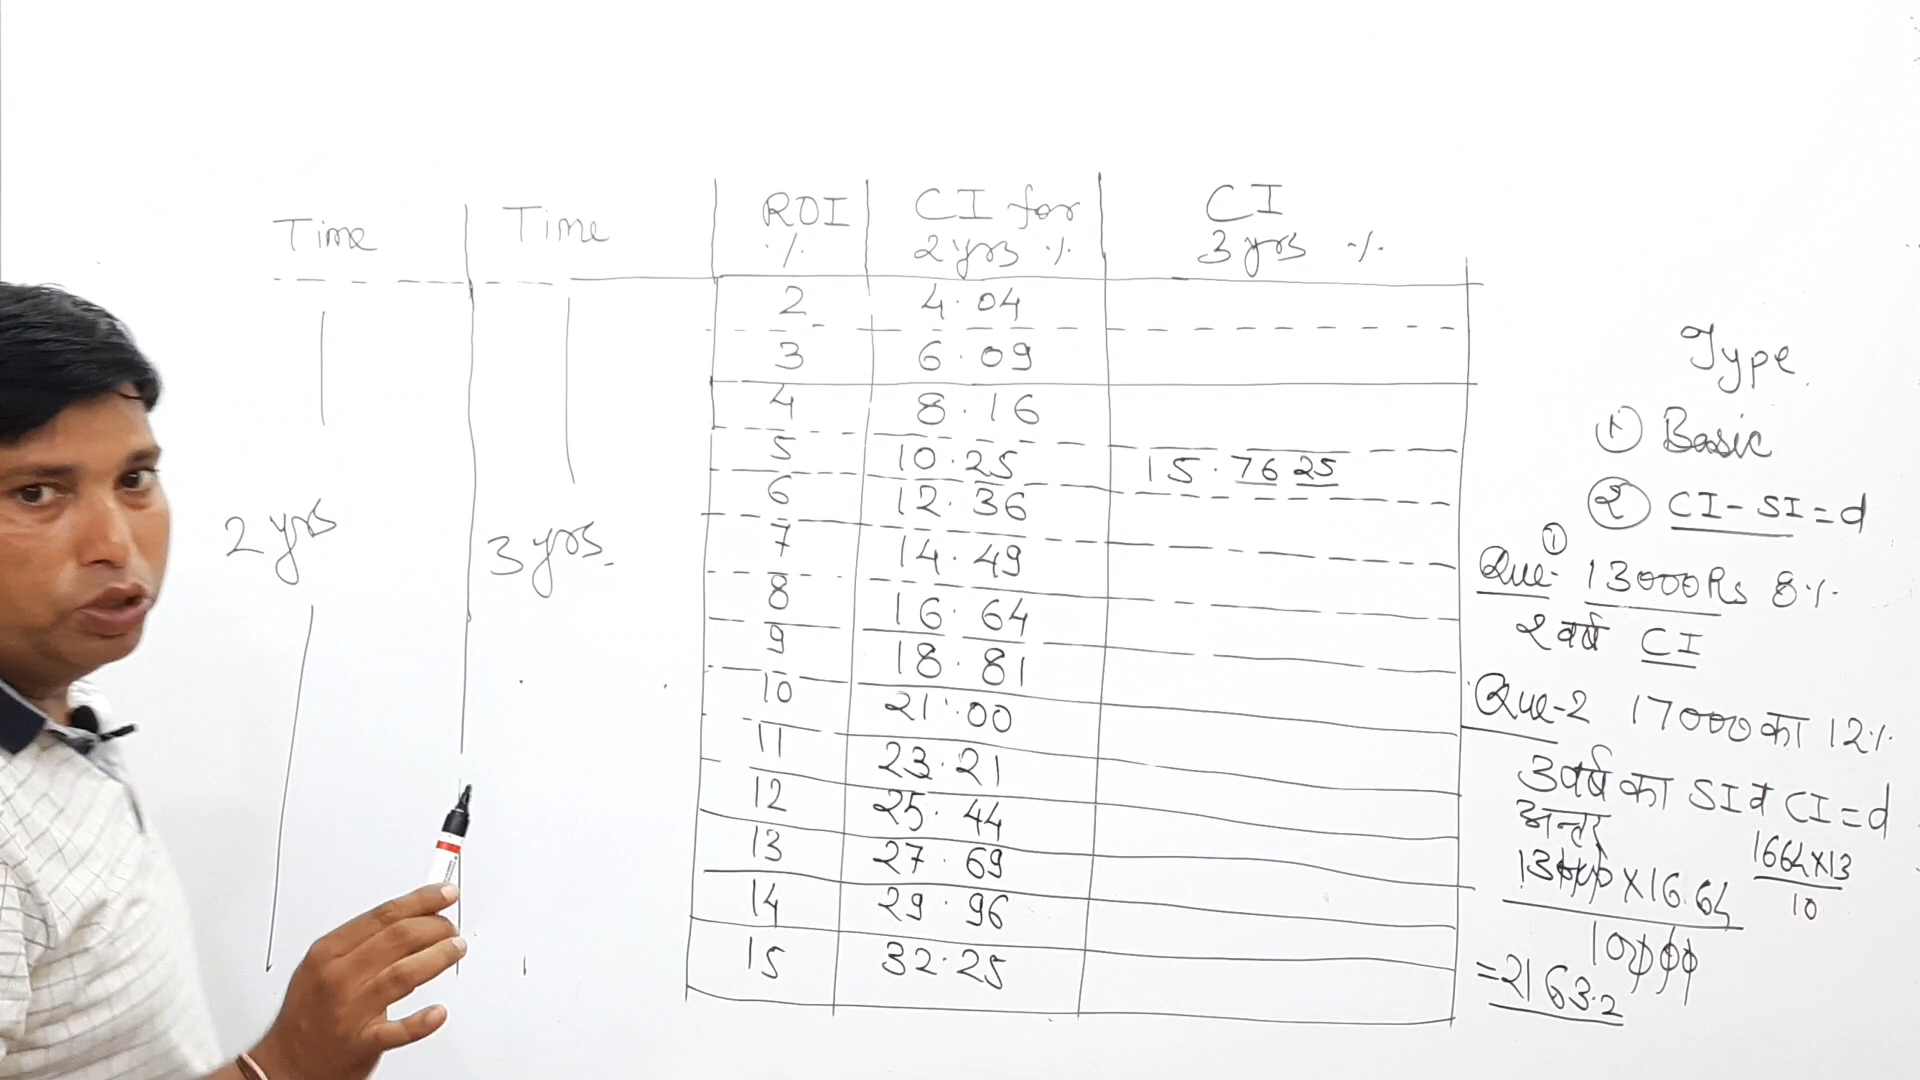 Time
Time
2 yrs
3 yrs.
ROI %
CI for 2 yrs %
CI 3 yrs %
2 4.04
3 6.09
4 8.16
5 10.25 15.7625
6 12.36
7 14.49
8 16.64
9 18.81
10 21.00
11 23.21
12 25.44
13 27.69
14 29.96
15 32.25
Type
① Basic
② CI - SI = d
Que-① 13000Rs 8%
२ वर्ष CI
Que-2 17000 का 12%
3 वर्ष का SI व CI = d
अन्तर
13000 X 16.64
10000
1664 X 13
10
= 2163.2